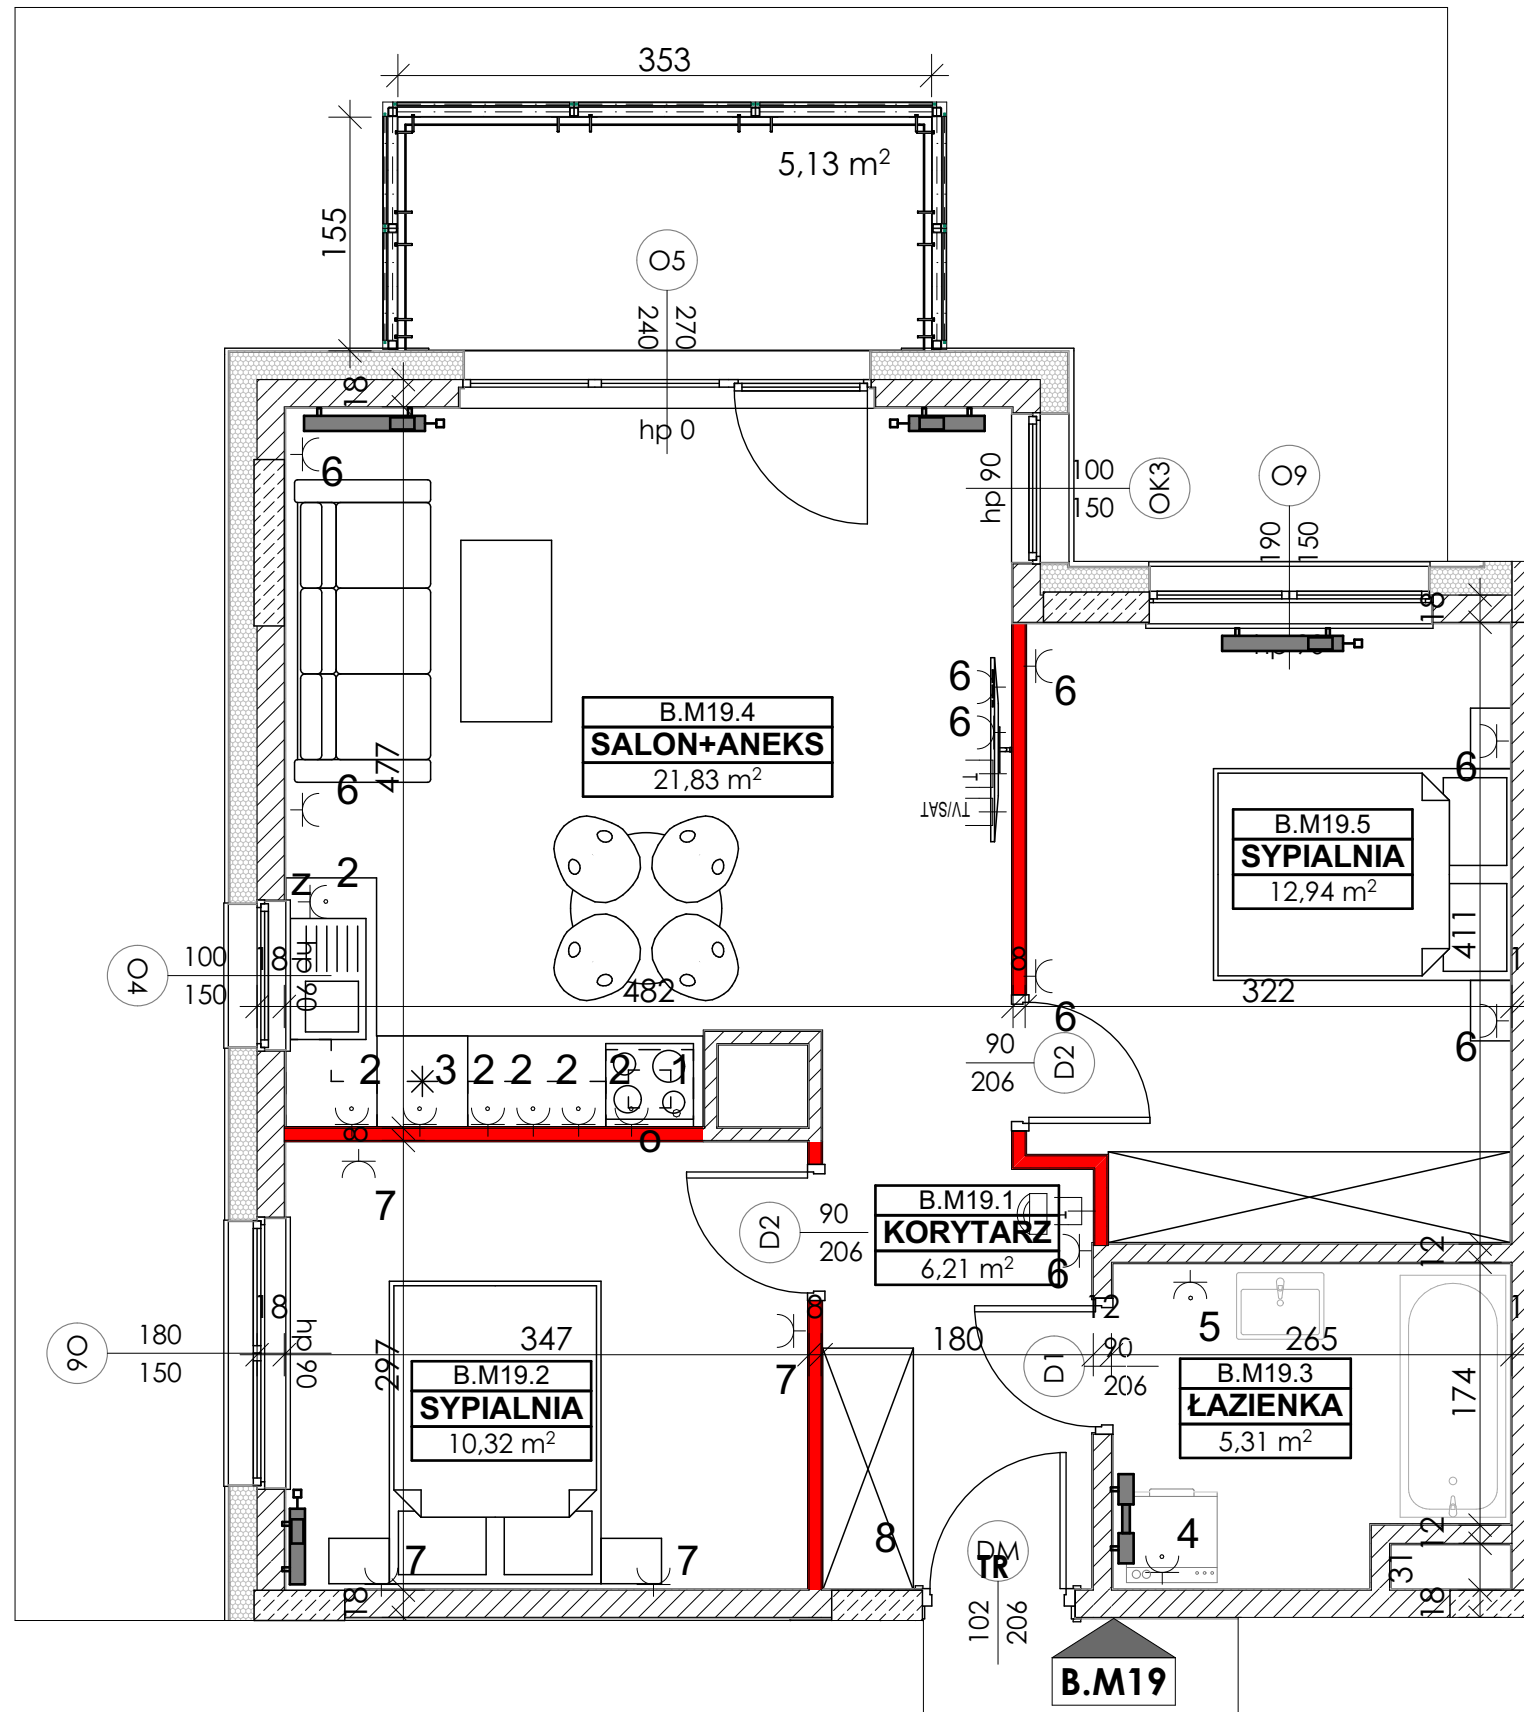 353
155
5,13 m²
O5
240
270
18
hp 0
6
hp 90
100
150
OK3
O9
190
150
18
6
6
6
6
B.M19.4
SALON+ANEKS
21,83 m²
477
6
TV/SAT
6
B.M19.5
SYPIALNIA
12,94 m²
411
z
2
O4
100
150
18
hp 90
482
8
322
6
6
90
206
D2
2
3
2
2
2
2
1
8
o
7
D2
90
206
B.M19.1
KORYTARZ
6,21 m²
6
12
O6
180
150
18
hp 90
347
297
8
7
180
12
90
206
D1
5
265
174
B.M19.2
SYPIALNIA
10,32 m²
B.M19.3
ŁAZIENKA
5,31 m²
7
7
8
DM
TR
4
12
31
18
18
102
206
B.M19